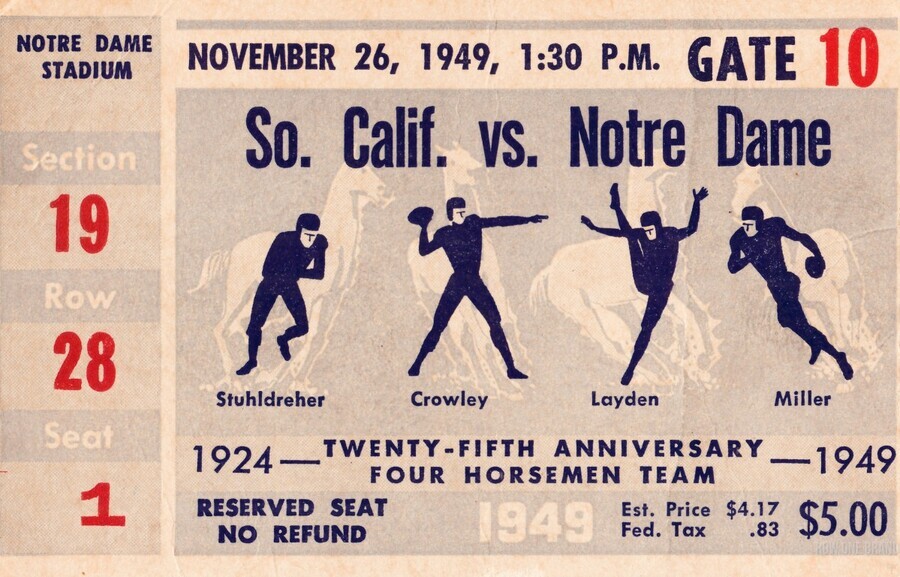 NOTRE DAME
STADIUM
Section
19
Row
28
Seat
1
NOVEMBER 26, 1949, 1:30 P.M. GATE 10
So. Calif. vs. Notre Dame
Stuhldreher Crowley Layden Miller
1924—TWENTY-FIFTH ANNIVERSARY—1949
FOUR HORSEMEN TEAM
RESERVED SEAT
NO REFUND
1949
Est. Price $4.17
Fed. Tax .83
$5.00